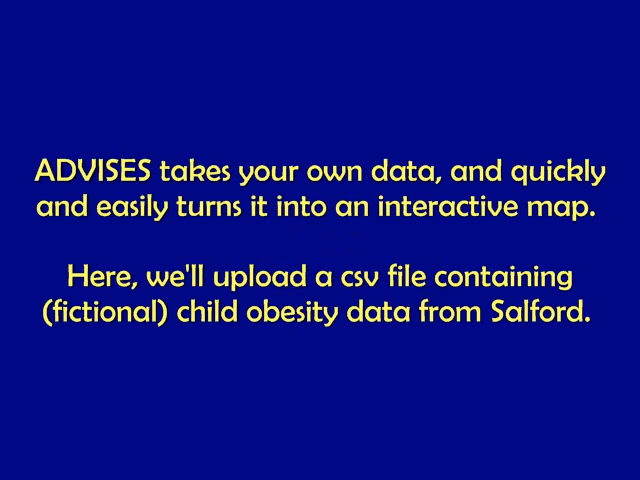 ADVISES takes your own data, and quickly
and easily turns it into an interactive map.
Here, we'll upload a csv file containing
(fictional) child obesity data from Salford.